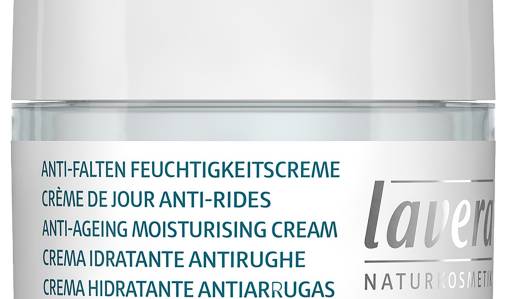 ANTI-FALTEN FEUCHTIGKEITSCREME
CRÈME DE JOUR ANTI-RIDES
ANTI-AGEING MOISTURISING CREAM
CREMA IDRATANTE ANTIRUGHE
CREMA HIDRATANTE ANTIARRUGAS
lavera
NATURKOSMETIK